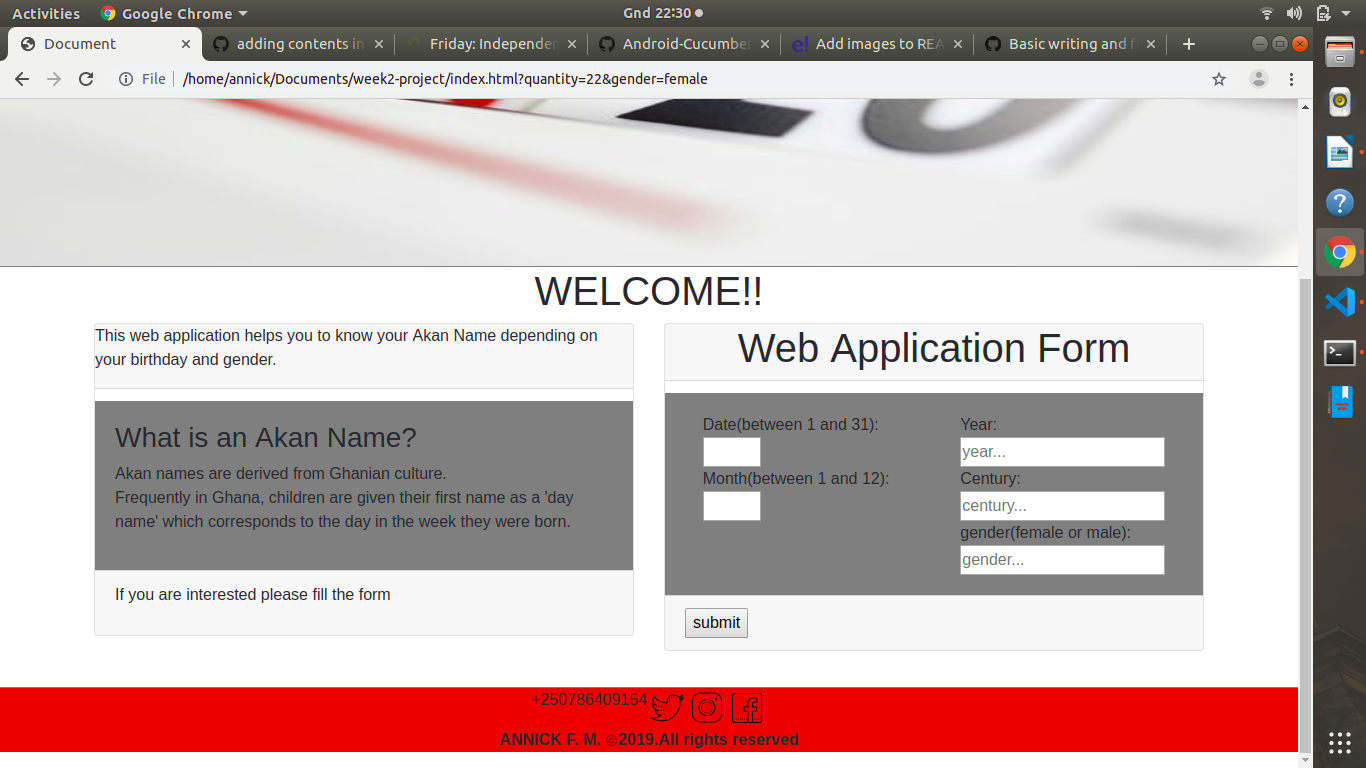 Activities
Google Chrome
Gnd 22:30
Document
adding contents in
Friday: Independen
Android-Cucumbe
e!
Add images to REA
Basic writing and f
File
/home/annick/Documents/week2-project/index.html?quantity=22&gender=female
WELCOME!!
This web application helps you to know your Akan Name depending on
your birthday and gender.
What is an Akan Name?
Akan names are derived from Ghanian culture.
Frequently in Ghana, children are given their first name as a 'day
name' which corresponds to the day in the week they were born.
If you are interested please fill the form
Web Application Form
Date(between 1 and 31):
Month(between 1 and 12):
Year:
year...
Century:
century...
gender(female or male):
gender...
submit
+250786409154
ANNICK F. M. ©2019.All rights reserved